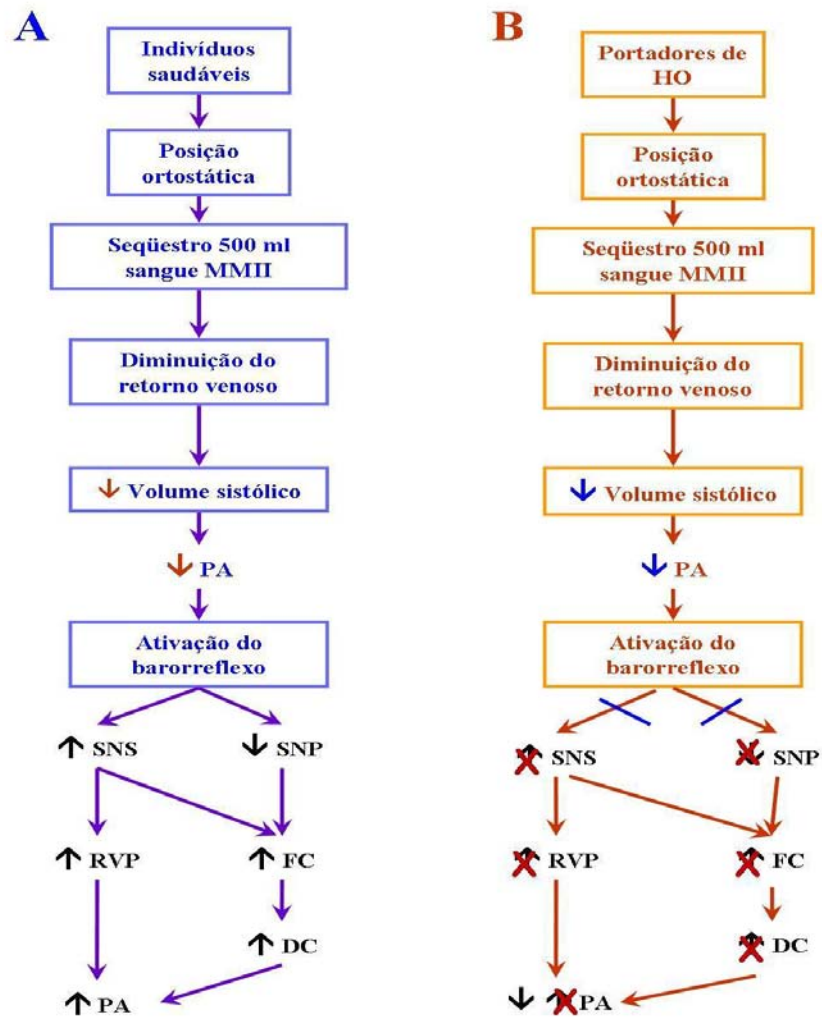 A
Indivíduos
saudáveis
Posição
ortostática
Seqüestro 500 ml
sangue MMII
Diminuição do
retorno venoso
↓ Volume sistólico
↓ PA
Ativação do
barorreflexo
↑ SNS
↓ SNP
↑ RVP
↑ FC
↑ DC
↑ PA
B
Portadores de
HO
Posição
ortostática
Seqüestro 500 ml
sangue MMII
Diminuição do
retorno venoso
↓ Volume sistólico
↓ PA
Ativação do
barorreflexo
↑ SNS
↓ SNP
↑ RVP
↑ FC
↑ DC
↓ ↑ PA